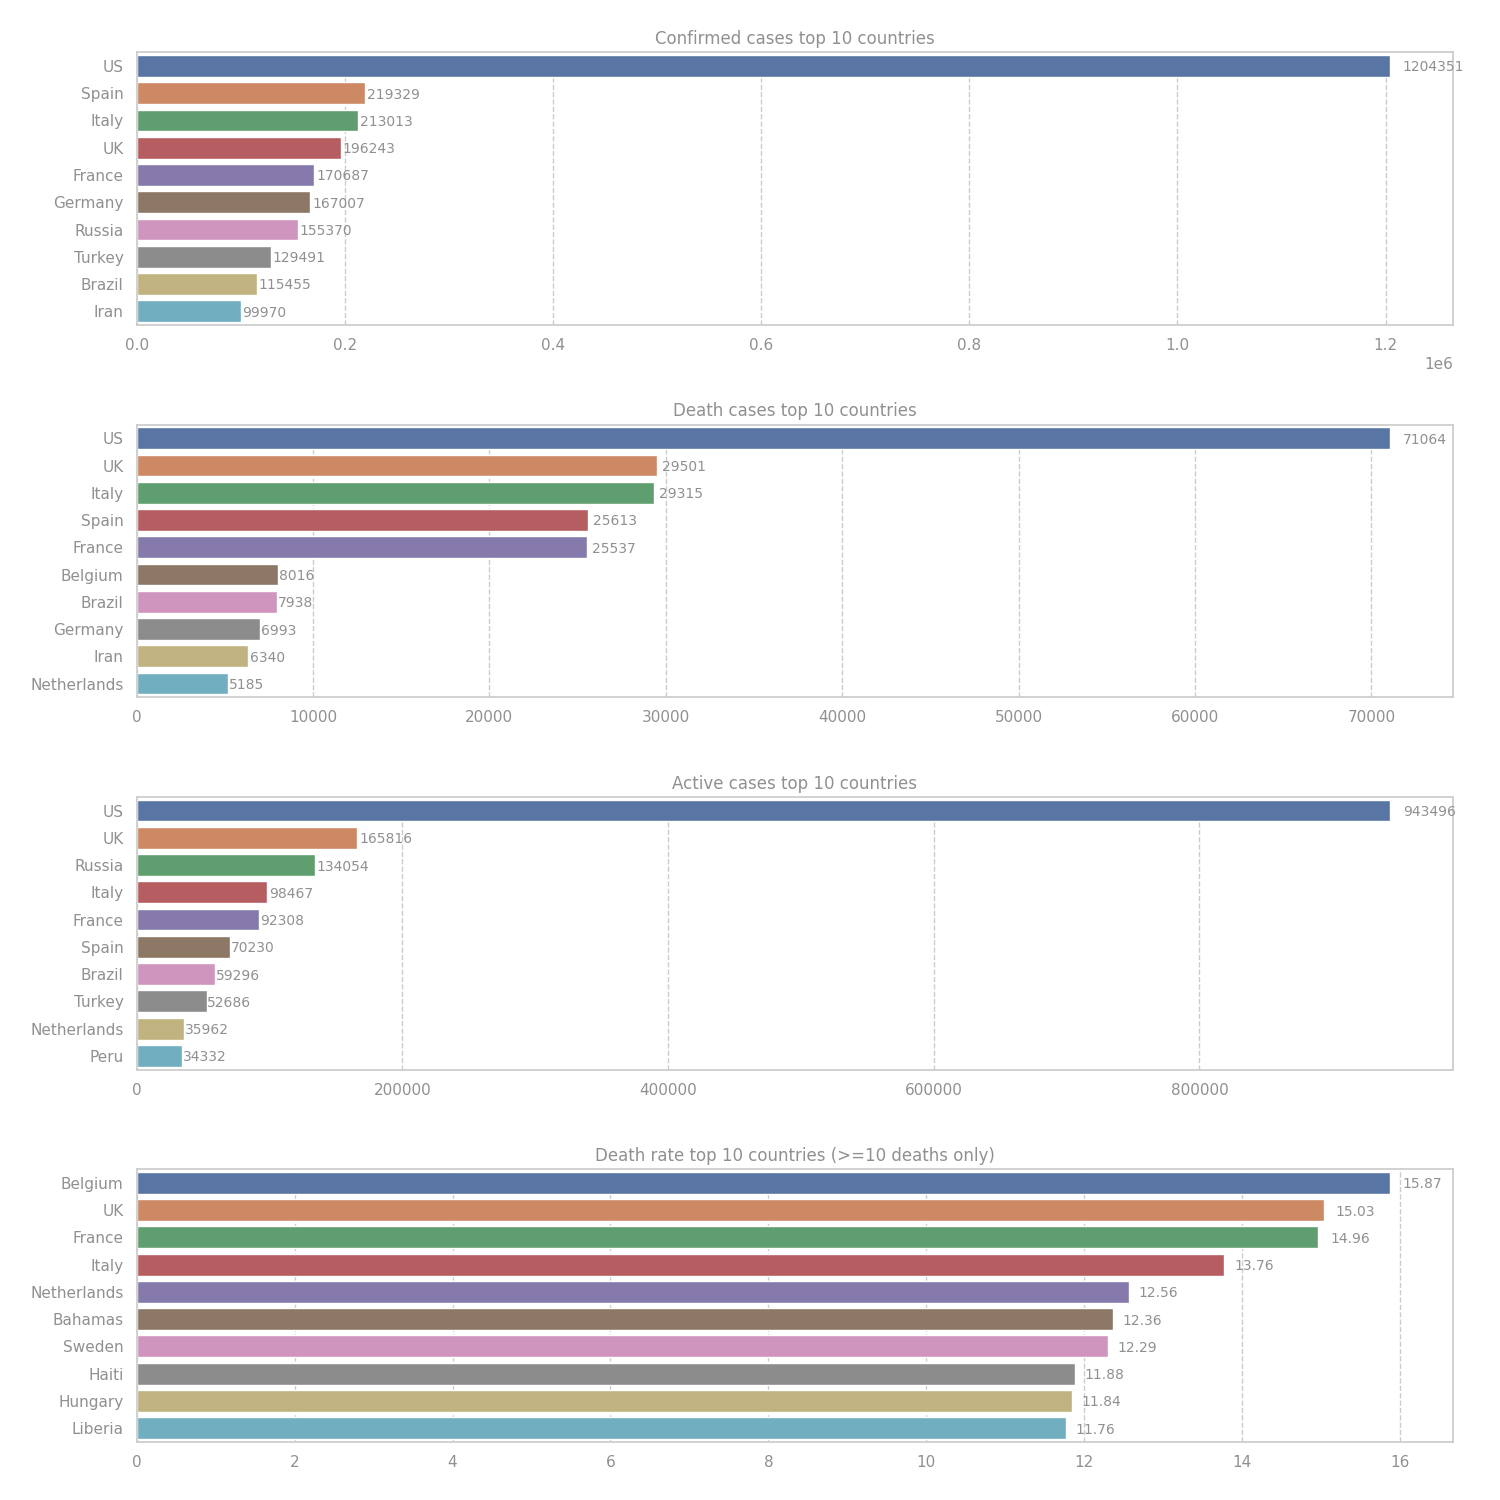 Confirmed cases top 10 countries
US 1204351
Spain 219329
Italy 213013
UK 196243
France 170687
Germany 167007
Russia 155370
Turkey 129491
Brazil 115455
Iran 99970
0.0 0.2 0.4 0.6 0.8 1.0 1.2
1e6
Death cases top 10 countries
US 71064
UK 29501
Italy 29315
Spain 25613
France 25537
Belgium 8016
Brazil 7938
Germany 6993
Iran 6340
Netherlands 5185
0 10000 20000 30000 40000 50000 60000 70000
Active cases top 10 countries
US 943496
UK 165816
Russia 134054
Italy 98467
France 92308
Spain 70230
Brazil 59296
Turkey 52686
Netherlands 35962
Peru 34332
0 200000 400000 600000 800000
Death rate top 10 countries (>=10 deaths only)
Belgium 15.87
UK 15.03
France 14.96
Italy 13.76
Netherlands 12.56
Bahamas 12.36
Sweden 12.29
Haiti 11.88
Hungary 11.84
Liberia 11.76
0 2 4 6 8 10 12 14 16